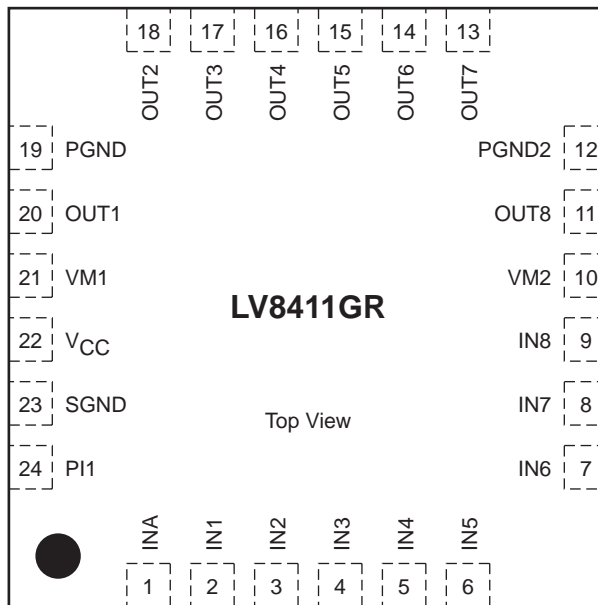 18 17 16 15 14 13
OUT2 OUT3 OUT4 OUT5 OUT6 OUT7
19 PGND
PGND2 12
20 OUT1
OUT8 11
21 VM1
VM2 10
LV8411GR
22 VCC
IN8 9
23 SGND
IN7 8
Top View
24 PI1
IN6 7
INA IN1 IN2 IN3 IN4 IN5
1 2 3 4 5 6